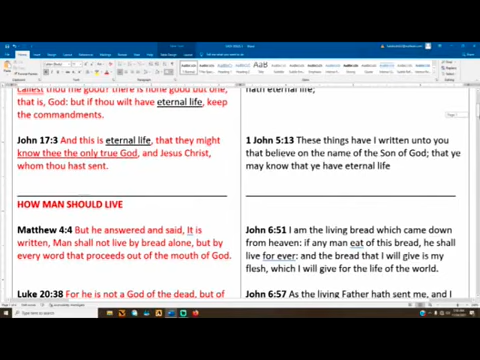 callest thou me good? there is none good but one,
that is, God: but if thou wilt have eternal life, keep
the commandments.
John 17:3 And this is eternal life, that they might
know thee the only true God, and Jesus Christ,
whom thou hast sent.
HOW MAN SHOULD LIVE
Matthew 4:4 But he answered and said, It is
written, Man shall not live by bread alone, but by
every word that proceeds out of the mouth of God.
Luke 20:38 For he is not a God of the dead, but of
hath eternal life;
1 John 5:13 These things have I written unto you
that believe on the name of the Son of God; that ye
may know that ye have eternal life
John 6:51 I am the living bread which came down
from heaven: if any man eat of this bread, he shall
live for ever: and the bread that I will give is my
flesh, which I will give for the life of the world.
John 6:57 As the living Father hath sent me, and I
Type here to search